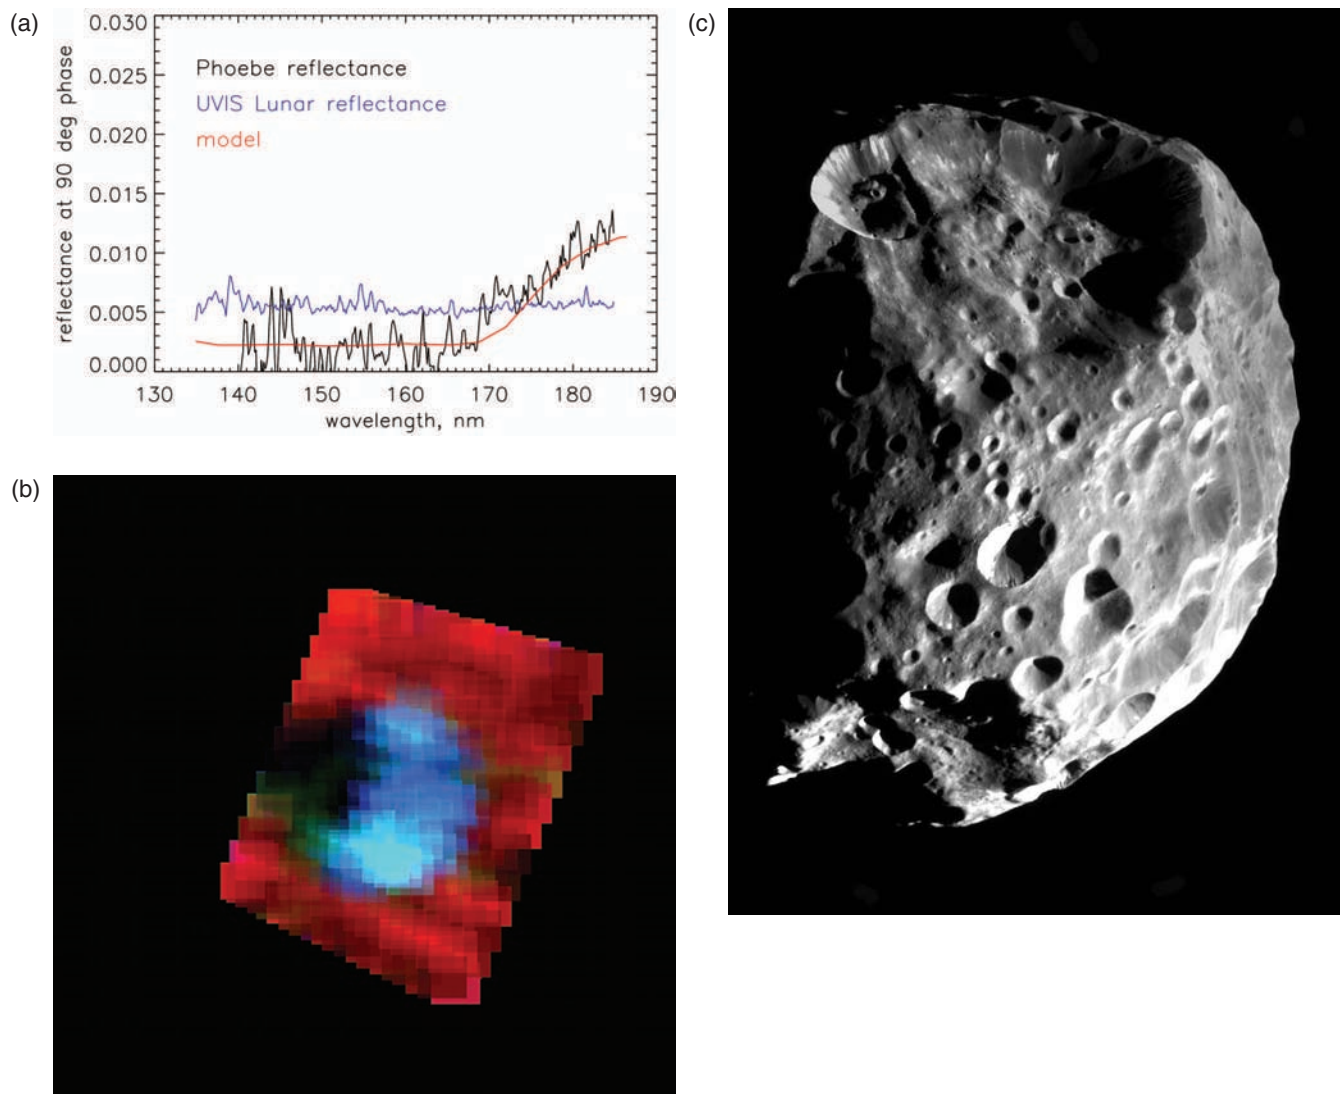 (a)
0.030
0.025
0.020
0.015
0.010
0.005
0.000
reflectance at 90 deg phase
Phoebe reflectance
UVIS Lunar reflectance
model
130 140 150 160 170 180 190
wavelength, nm
(b)
(c)